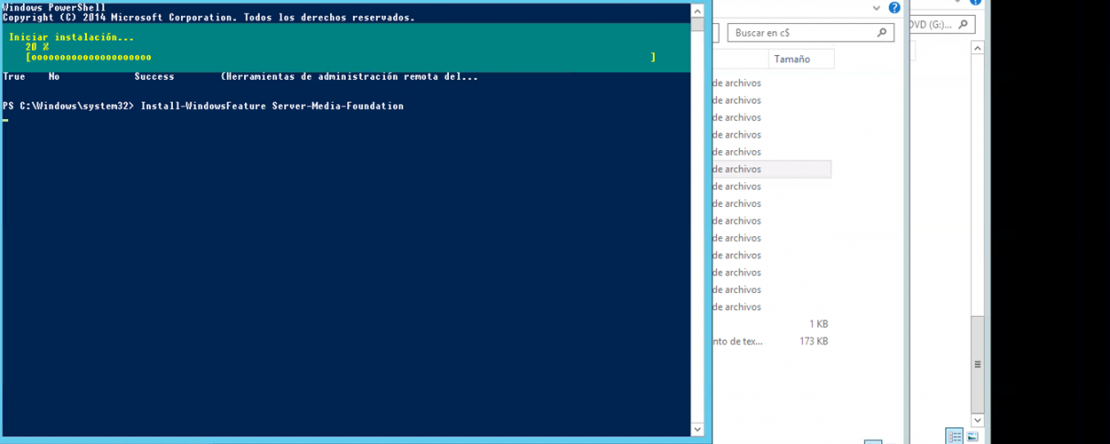 Windows PowerShell
Copyright (C) 2014 Microsoft Corporation. Todos los derechos reservados.
Iniciar instalación...
20 %
[oooooooooooooooooooo ]
True No Success {Herramientas de administración remota del...
PS C:\Windows\system32> Install-WindowsFeature Server-Media-Foundation
Buscar en c$
DVD (G:)...
Tamaño
de archivos
de archivos
de archivos
de archivos
de archivos
de archivos
de archivos
de archivos
de archivos
de archivos
de archivos
de archivos
de archivos
de archivos
1 KB
nto de tex... 173 KB